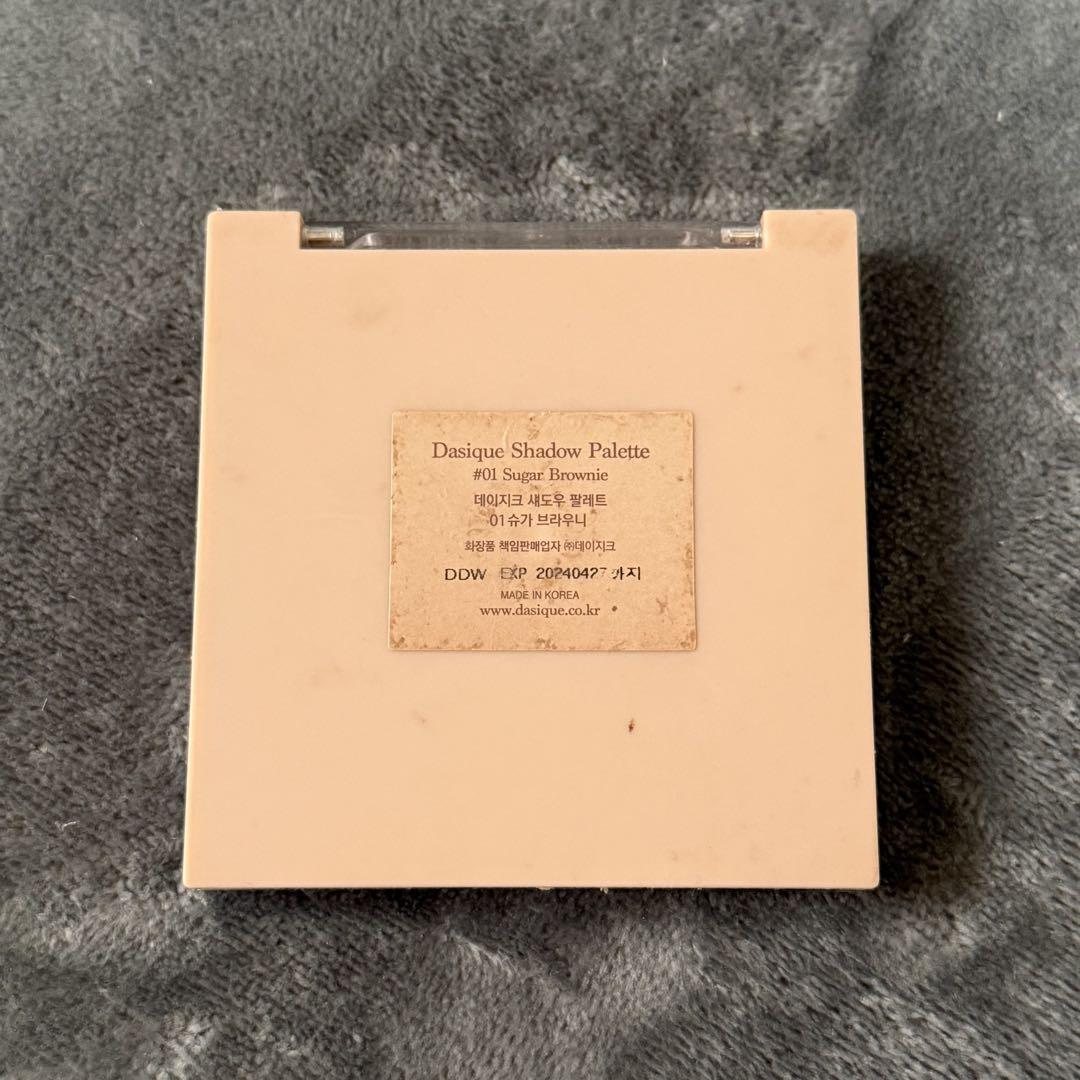 Dasique Shadow Palette
#01 Sugar Brownie
데이지크 섀도우 팔레트
01 슈가 브라우니
화장품 책임판매업자 ㈜데이지크
DDW EXP 20240427 까지
MADE IN KOREA
www.dasique.co.kr